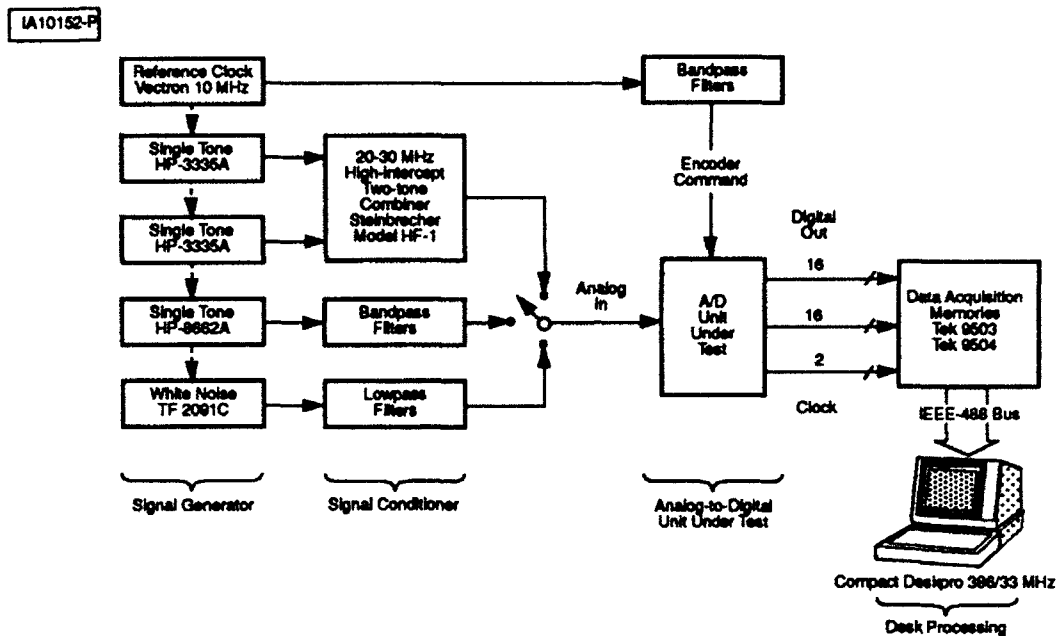 IA10152-P
Reference Clock
Vectron 10 MHz
Bandpass
Filters
Single Tone
HP-3335A
20-30 MHz
High-intercept
Two-tone
Combiner
Steinbrecher
Model HF-1
Encoder
Command
Single Tone
HP-3335A
Digital
Out
Single Tone
HP-8662A
Bandpass
Filters
Analog
In
A/D
Unit
Under
Test
16
16
2
Clock
Data Acquisition
Memories
Tek 9503
Tek 9504
White Noise
TF 2091C
Lowpass
Filters
IEEE-488 Bus
Signal Generator
Signal Conditioner
Analog-to-Digital
Unit Under Test
Compact Deskpro 386/33 MHz
Desk Processing